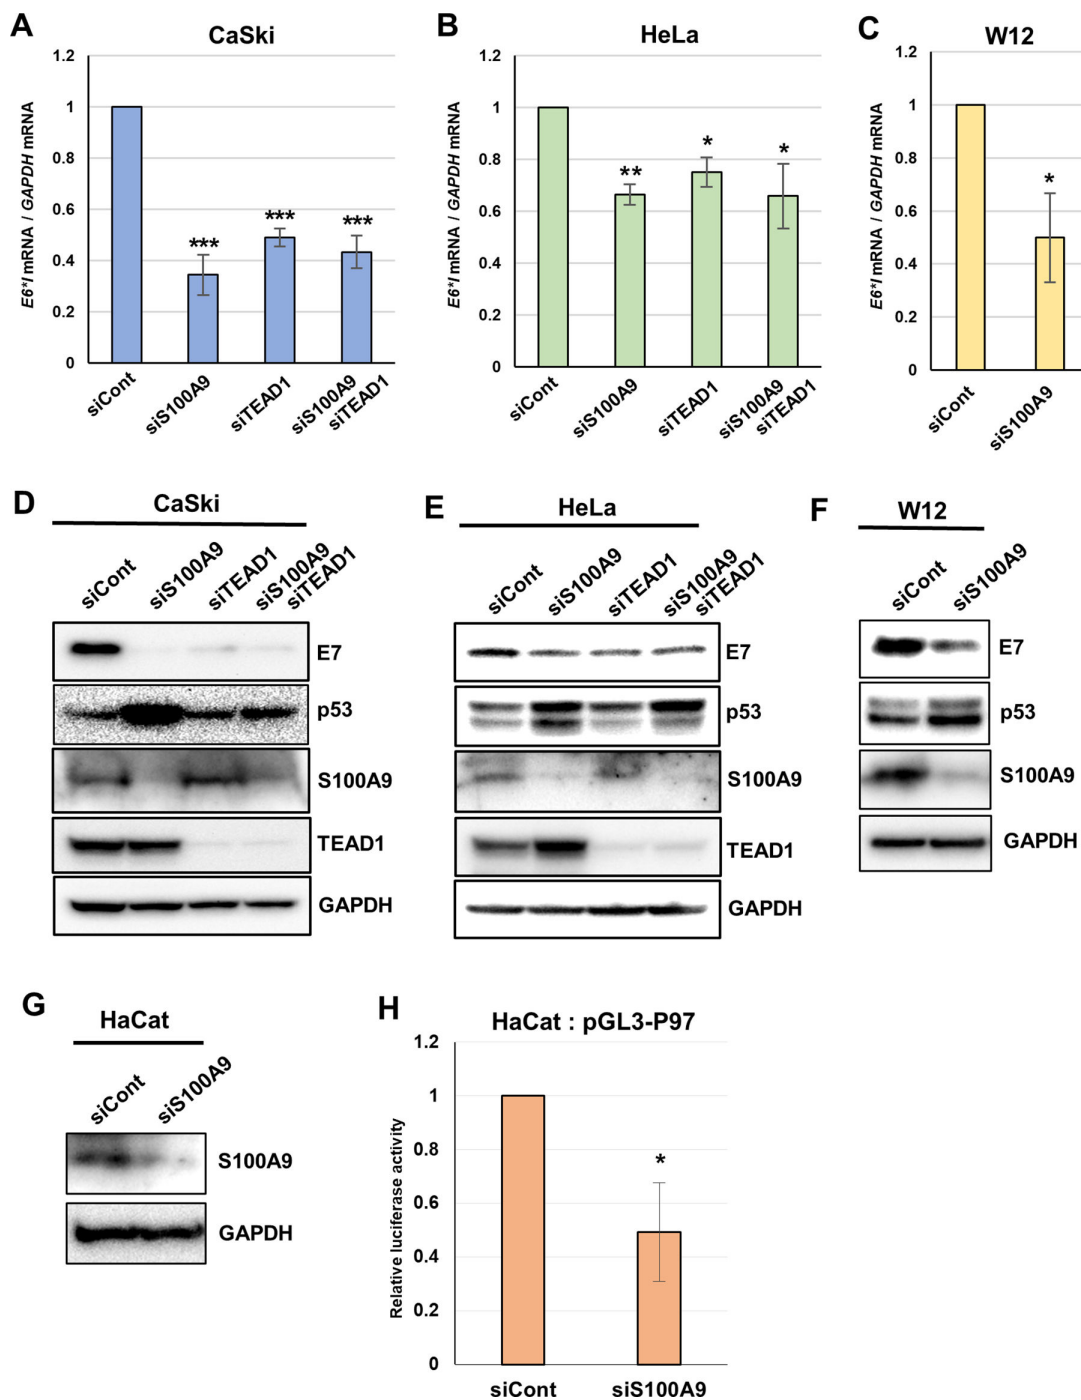 A
CaSki
1.2
1
0.8
0.6
0.4
0.2
0
E6*I mRNA / GAPDH mRNA
***
***
***
siCont
siS100A9
siTEAD1
siS100A9
siTEAD1
B
HeLa
1.2
1
0.8
0.6
0.4
0.2
0
E6*I mRNA / GAPDH mRNA
**
*
*
siCont
siS100A9
siTEAD1
siS100A9
siTEAD1
C
W12
1.2
1
0.8
0.6
0.4
0.2
0
E6*I mRNA / GAPDH mRNA
*
siCont
siS100A9
D
CaSki
siCont
siS100A9
siTEAD1
siS100A9
siTEAD1
E7
p53
S100A9
TEAD1
GAPDH
E
HeLa
siCont
siS100A9
siTEAD1
siS100A9
siTEAD1
E7
p53
S100A9
TEAD1
GAPDH
F
W12
siCont
siS100A9
E7
p53
S100A9
GAPDH
G
HaCat
siCont
siS100A9
S100A9
GAPDH
H
HaCat : pGL3-P97
1.2
1
0.8
0.6
0.4
0.2
0
Relative luciferase activity
*
siCont
siS100A9